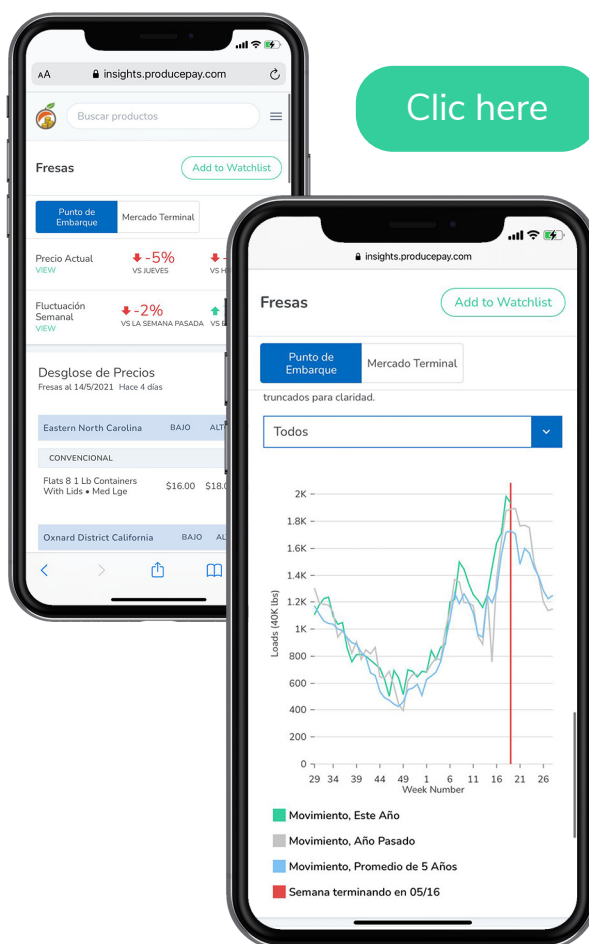 Clic here
AA insights.producepay.com
Buscar productos
Fresas Add to Watchlist
Punto de
Embarque
Mercado Terminal
Precio Actual
VIEW
-5%
VS JUEVES
Fluctuación
Semanal
VIEW
-2%
VS LA SEMANA PASADA
Desglose de Precios
Fresas al 14/5/2021 Hace 4 días
Eastern North Carolina BAJO
CONVENCIONAL
Flats 8 1 Lb Containers
With Lids • Med Lge
$16.00
Oxnard District California BAJO
insights.producepay.com
Fresas Add to Watchlist
Punto de
Embarque
Mercado Terminal
truncados para claridad.
Todos
2K
1.8K
1.6K
1.4K
1.2K
1K
800
600
400
200
0
Loads (40K lbs)
29 34 39 44 49 1 6 11 16 21 26
Week Number
Movimiento, Este Año
Movimiento, Año Pasado
Movimiento, Promedio de 5 Años
Semana terminando en 05/16